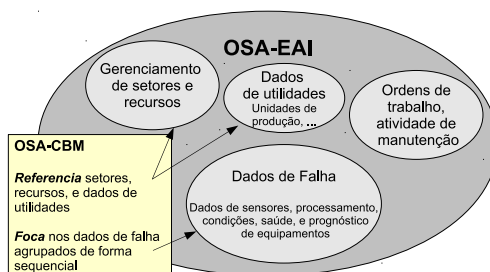 OSA-EAI
Gerenciamento
de setores e
recursos
Dados
de utilidades
Unidades de
produção, ...
Ordens de
trabalho,
atividade de
manutenção
OSA-CBM
Referencia setores,
recursos, e dados de
utilidades
Foca nos dados de falha
agrupados de forma
sequencial
Dados de Falha
Dados de sensores, processamento,
condições, saúde, e prognóstico
de equipamentos